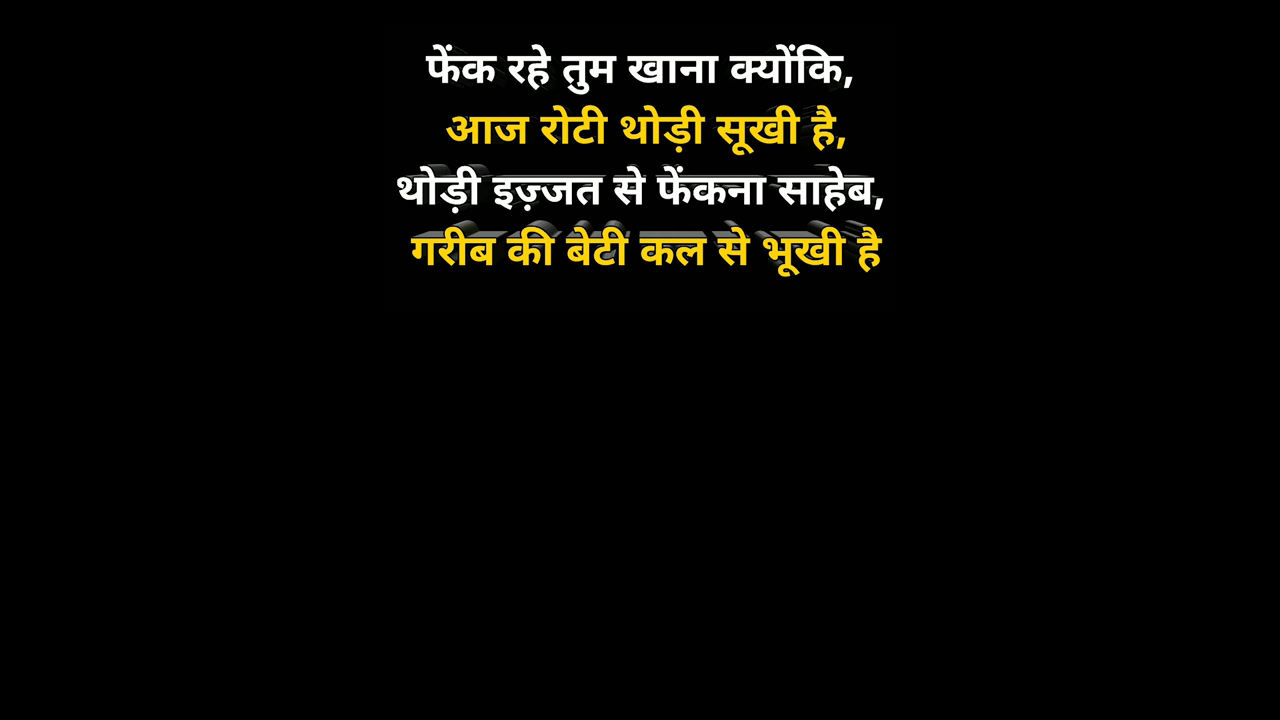 फेंक रहे तुम खाना क्योंकि,
आज रोटी थोड़ी सूखी है,
थोड़ी इज़्जत से फेंकना साहेब,
गरीब की बेटी कल से भूखी है